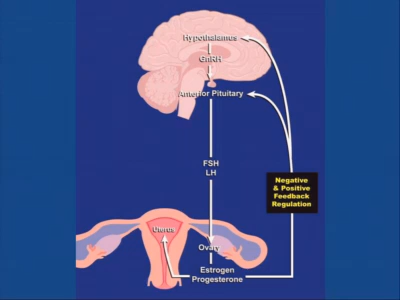 Hypothalamus
GnRH
Anterior Pituitary
FSH
LH
Negative
& Positive
Feedback
Regulation
Uterus
Ovary
Estrogen
Progesterone